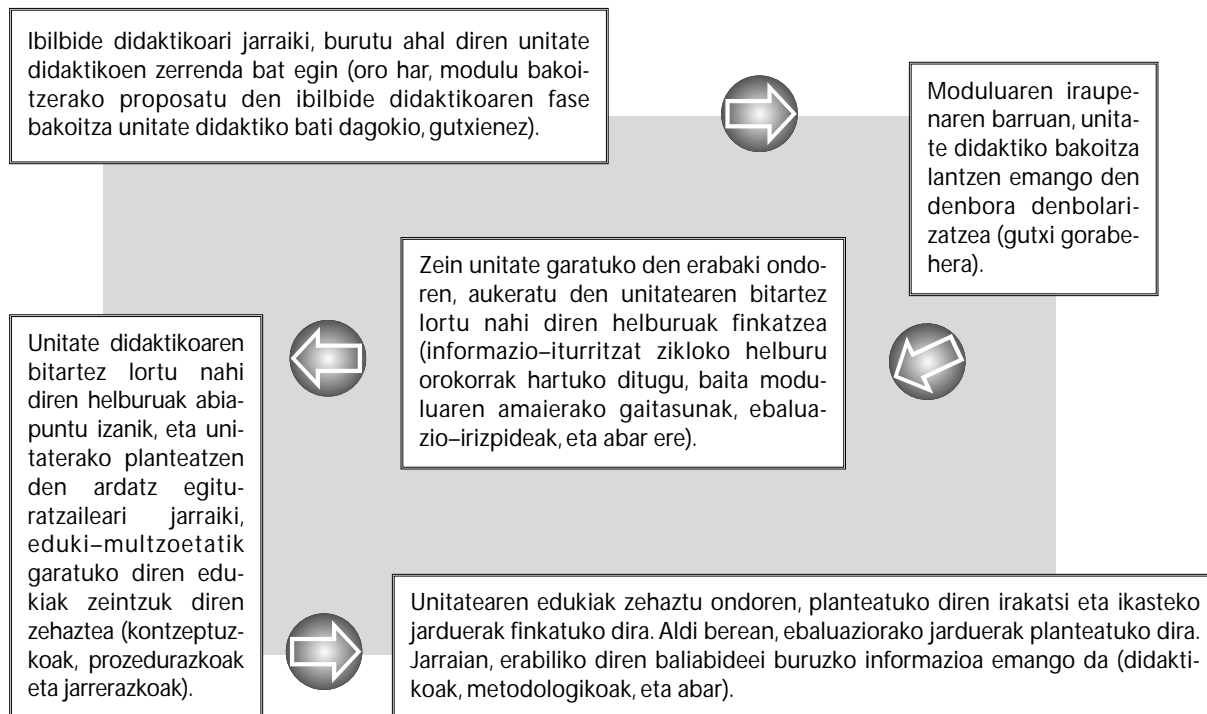 Ibilbide didaktikoari jarraiki, burutu ahal diren unitate
didaktikoen zerrenda bat egin (oro har, modulu bakoi-
tzerako proposatu den ibilbide didaktikoaren fase
bakoitza unitate didaktiko bati dagokio, gutxienez).
Moduluaren iraupe-
naren barruan, unita-
te didaktiko bakoitza
lantzen emango den
denbora denbolari-
zatzea (gutxi gorabe-
hera).
Zein unitate garatuko den erabaki ondo-
ren, aukeratu den unitatearen bitartez
lortu nahi diren helburuak finkatzea
(informazio–iturritzat zikloko helburu
orokorrak hartuko ditugu, baita modu-
luaren amaierako gaitasunak, ebalua-
zio–irizpideak, eta abar ere).
Unitate didaktikoaren
bitartez lortu nahi
diren helburuak abia-
puntu izanik, eta uni-
taterako planteatzen
den ardatz egitu-
ratzaileari jarraiki,
eduki–multzoetatik
garatuko diren edu-
kiak zeintzuk diren
zehaztea (kontzeptuz-
koak, prozedurazkoak
eta jarrerazkoak).
Unitatearen edukiak zehaztu ondoren, planteatuko diren irakatsi eta ikasteko
jarduerak finkatuko dira. Aldi berean, ebaluaziorako jarduerak planteatuko dira.
Jarraian, erabiliko diren baliabideei buruzko informazioa emango da (didakti-
koak, metodologikoak, eta abar).